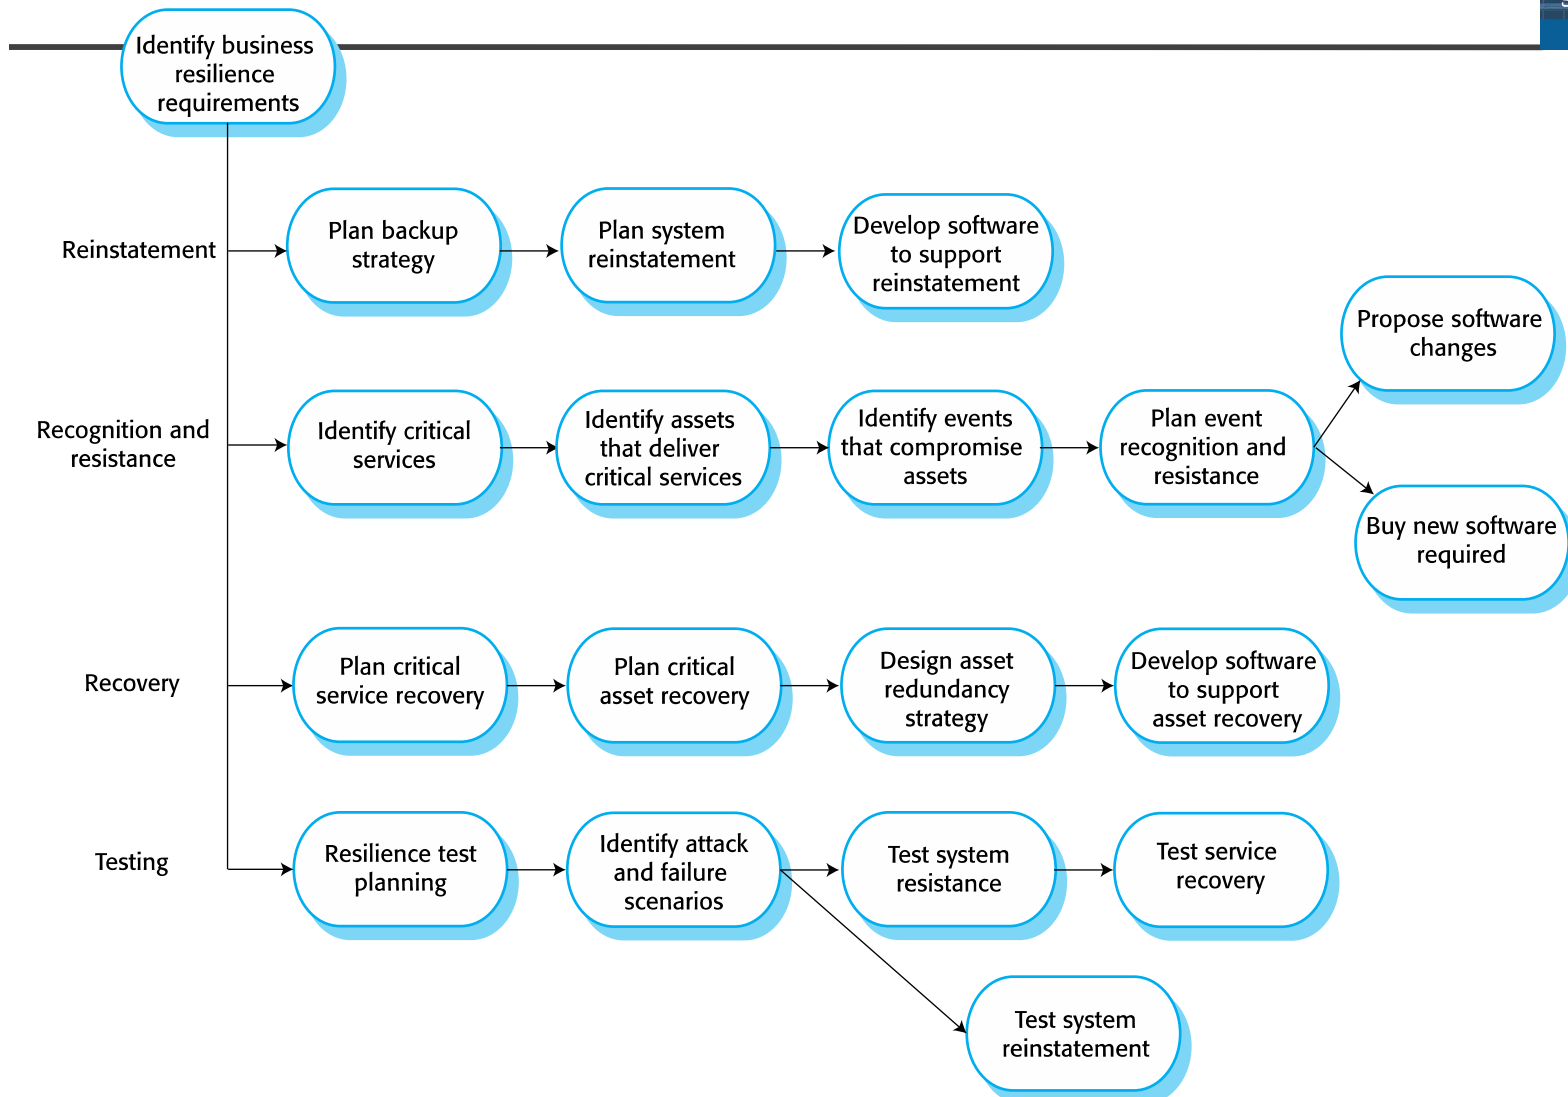 Identify business
resilience
requirements
Reinstatement
Plan backup
strategy
Plan system
reinstatement
Develop software
to support
reinstatement
Propose software
changes
Recognition and
resistance
Identify critical
services
Identify assets
that deliver
critical services
Identify events
that compromise
assets
Plan event
recognition and
resistance
Buy new software
required
Recovery
Plan critical
service recovery
Plan critical
asset recovery
Design asset
redundancy
strategy
Develop software
to support
asset recovery
Testing
Resilience test
planning
Identify attack
and failure
scenarios
Test system
resistance
Test service
recovery
Test system
reinstatement